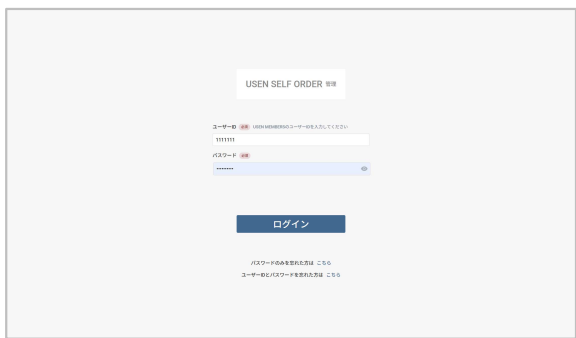 USEN SELF ORDER 管理
ユーザーID 必須 USEN MEMBERSのユーザーIDを入力してください
1111111
パスワード 必須
•••••••
ログイン
パスワードのみを忘れた方は こちら
ユーザーIDとパスワードを忘れた方は こちら